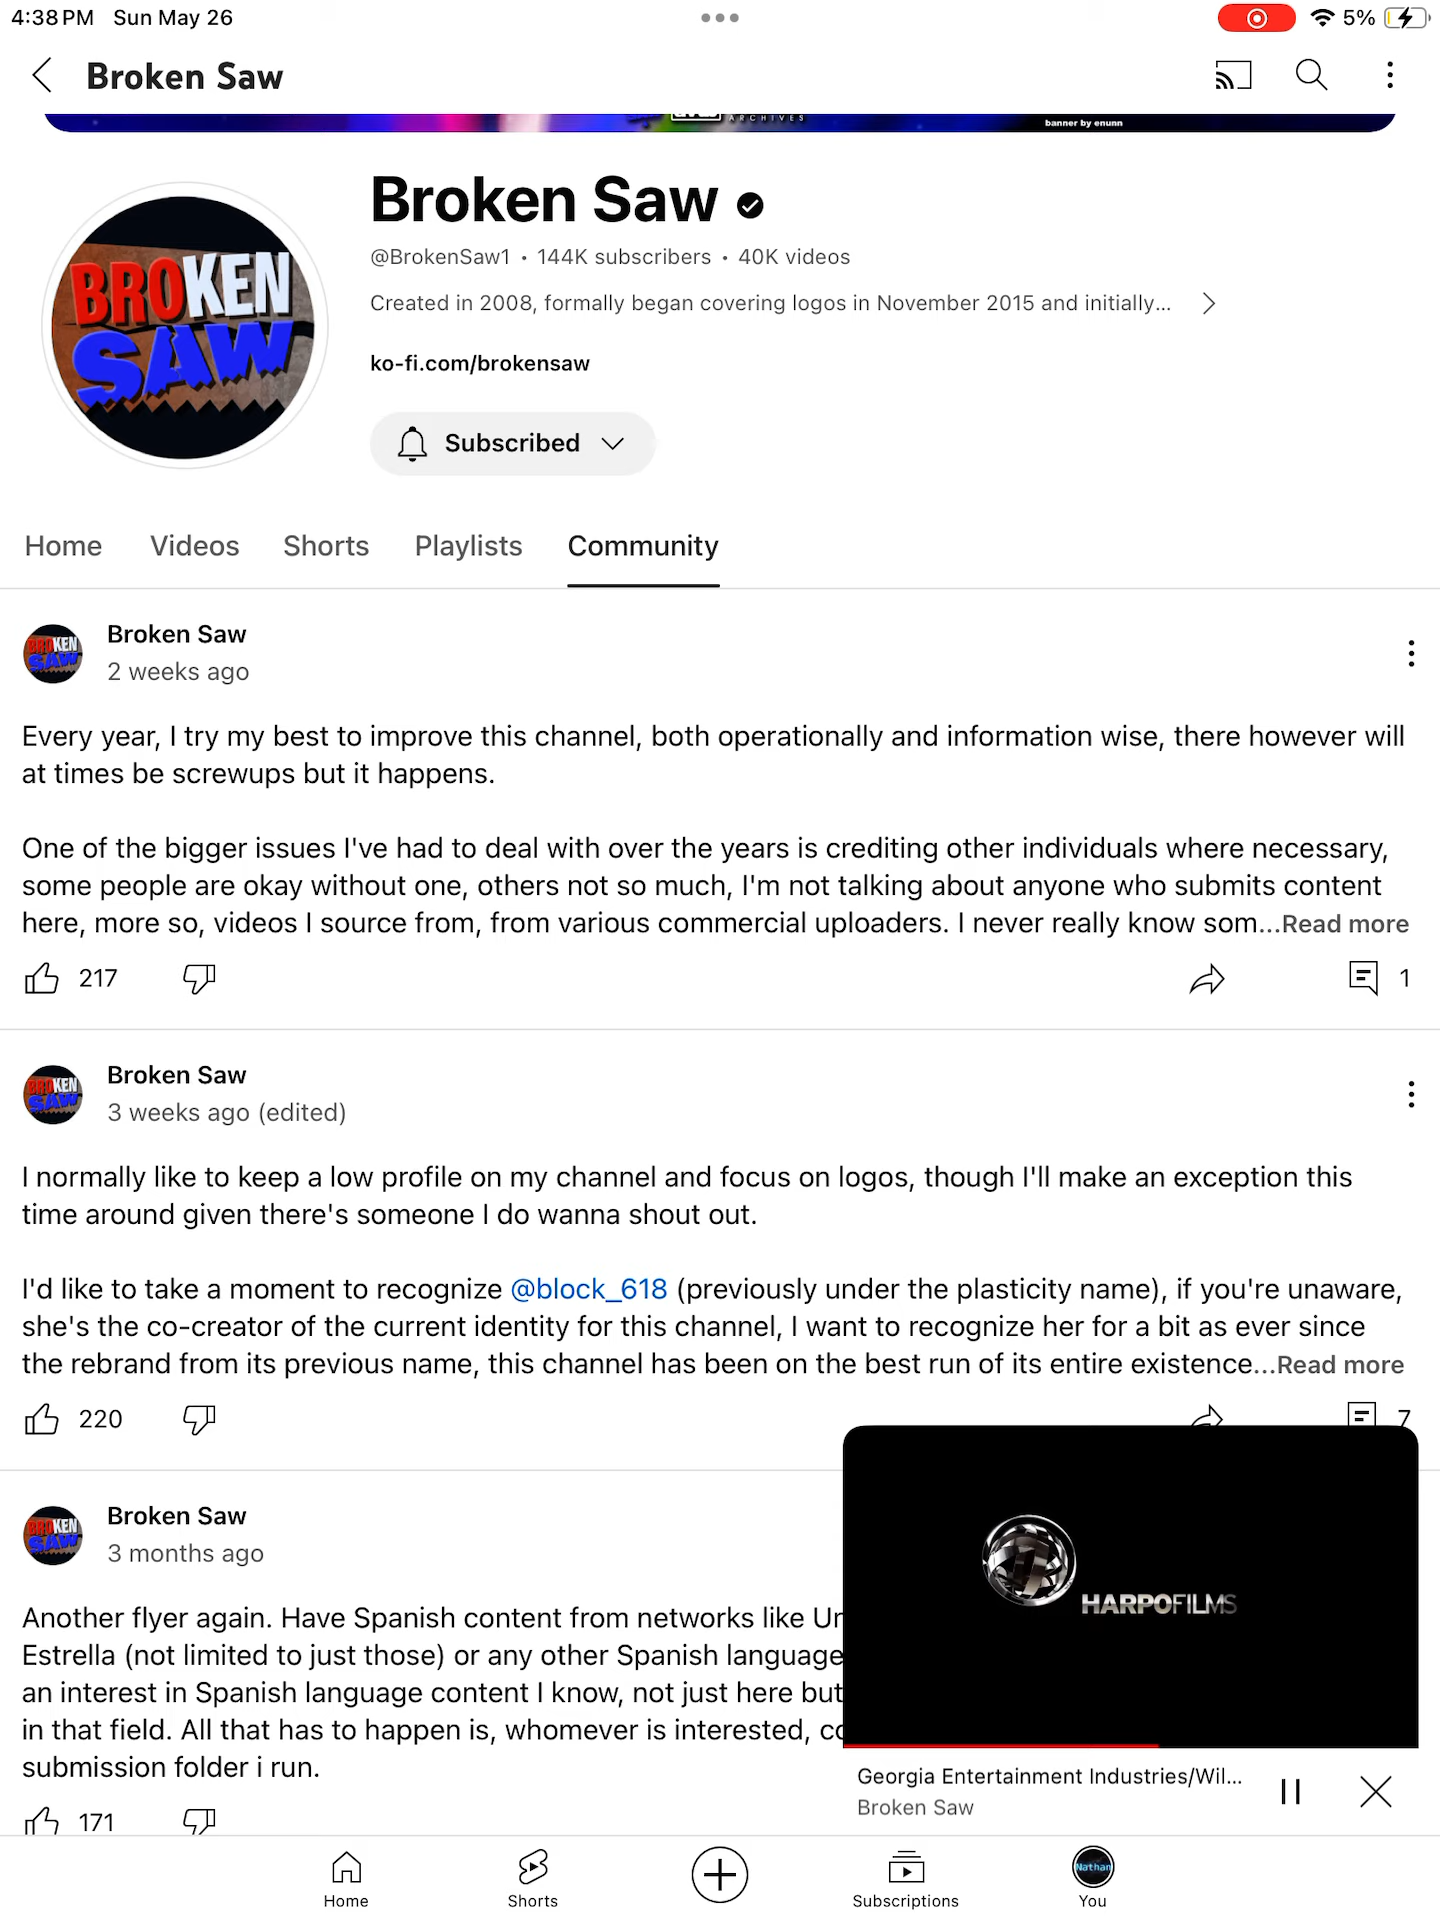 4:38 PM Sun May 26
5%
Broken Saw
ARCHIVES
banner by enunn
BROKEN
SAW
Broken Saw
@BrokenSaw1 • 144K subscribers • 40K videos
Created in 2008, formally began covering logos in November 2015 and initially...
ko-fi.com/brokensaw
Subscribed
Home Videos Shorts Playlists Community
BROKEN
SAW
Broken Saw
2 weeks ago
Every year, I try my best to improve this channel, both operationally and information wise, there however will
at times be screwups but it happens.
One of the bigger issues I've had to deal with over the years is crediting other individuals where necessary,
some people are okay without one, others not so much, I'm not talking about anyone who submits content
here, more so, videos I source from, from various commercial uploaders. I never really know som...Read more
217
1
BROKEN
SAW
Broken Saw
3 weeks ago (edited)
I normally like to keep a low profile on my channel and focus on logos, though I'll make an exception this
time around given there's someone I do wanna shout out.
I'd like to take a moment to recognize @block_618 (previously under the plasticity name), if you're unaware,
she's the co-creator of the current identity for this channel, I want to recognize her for a bit as ever since
the rebrand from its previous name, this channel has been on the best run of its entire existence...Read more
220
7
BROKEN
SAW
Broken Saw
3 months ago
Another flyer again. Have Spanish content from networks like
Estrella (not limited to just those) or any other Spanish language
an interest in Spanish language content I know, not just here but
in that field. All that has to happen is, whomever is interested,
submission folder i run.
171
HARPOFILMS
Georgia Entertainment Industries/Wil...
Broken Saw
Home
Shorts
Subscriptions
Nathan
You